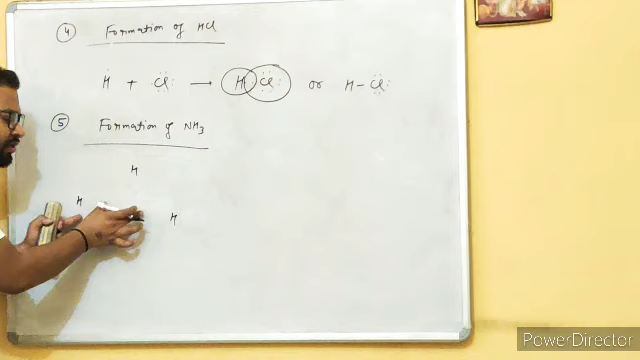 ④ Formation of HCl
H + Cl → H Cl or H - Cl
⑤ Formation of NH₃
H
H
H
PowerDirector